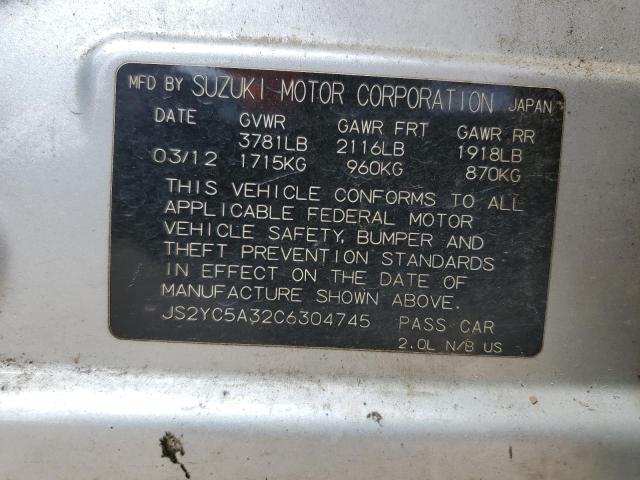 MFD BY SUZUKI MOTOR CORPORATION JAPAN
DATE GVWR GAWR FRT GAWR RR
3781LB 2116LB 1918LB
03/12 1715KG 960KG 870KG
THIS VEHICLE CONFORMS TO ALL
APPLICABLE FEDERAL MOTOR
VEHICLE SAFETY, BUMPER AND
THEFT PREVENTION STANDARDS
IN EFFECT ON THE DATE OF
MANUFACTURE SHOWN ABOVE.
JS2YC5A32C6304745 PASS CAR
2.0L N/B US